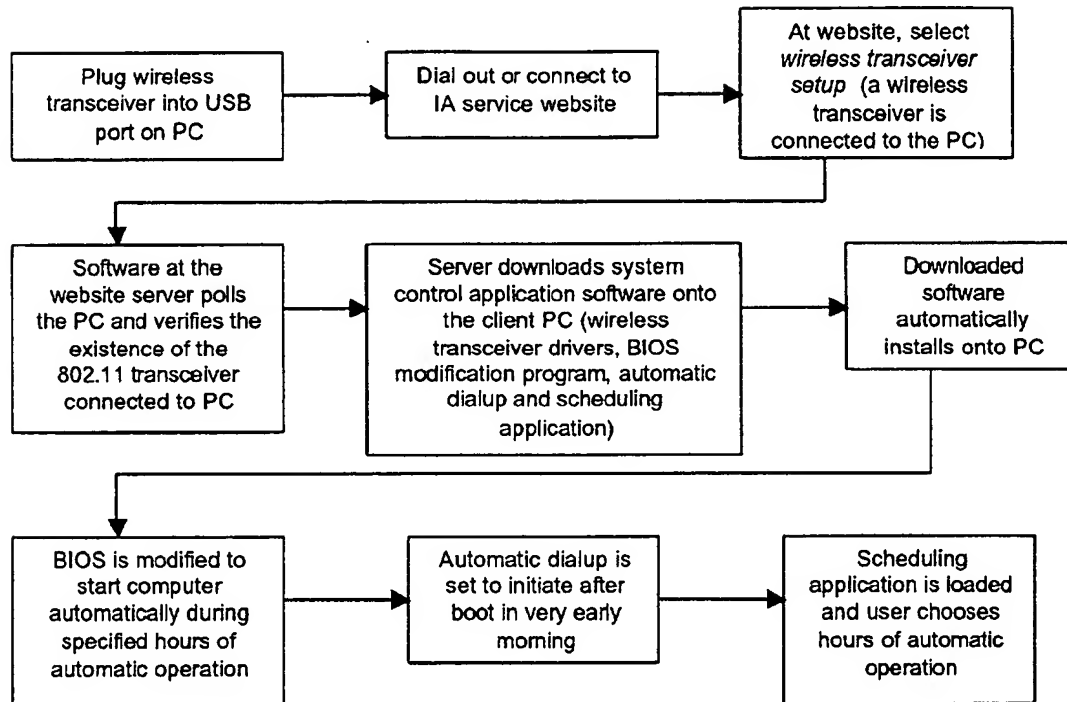 Plug wireless
transceiver into USB
port on PC
Dial out or connect to
IA service website
At website, select
wireless transceiver
setup (a wireless
transceiver is
connected to the PC)
Software at the
website server polls
the PC and verifies the
existence of the
802.11 transceiver
connected to PC
Server downloads system
control application software onto
the client PC (wireless
transceiver drivers, BIOS
modification program, automatic
dialup and scheduling
application)
Downloaded
software
automatically
installs onto PC
BIOS is modified to
start computer
automatically during
specified hours of
automatic operation
Automatic dialup is
set to initiate after
boot in very early
morning
Scheduling
application is loaded
and user chooses
hours of automatic
operation